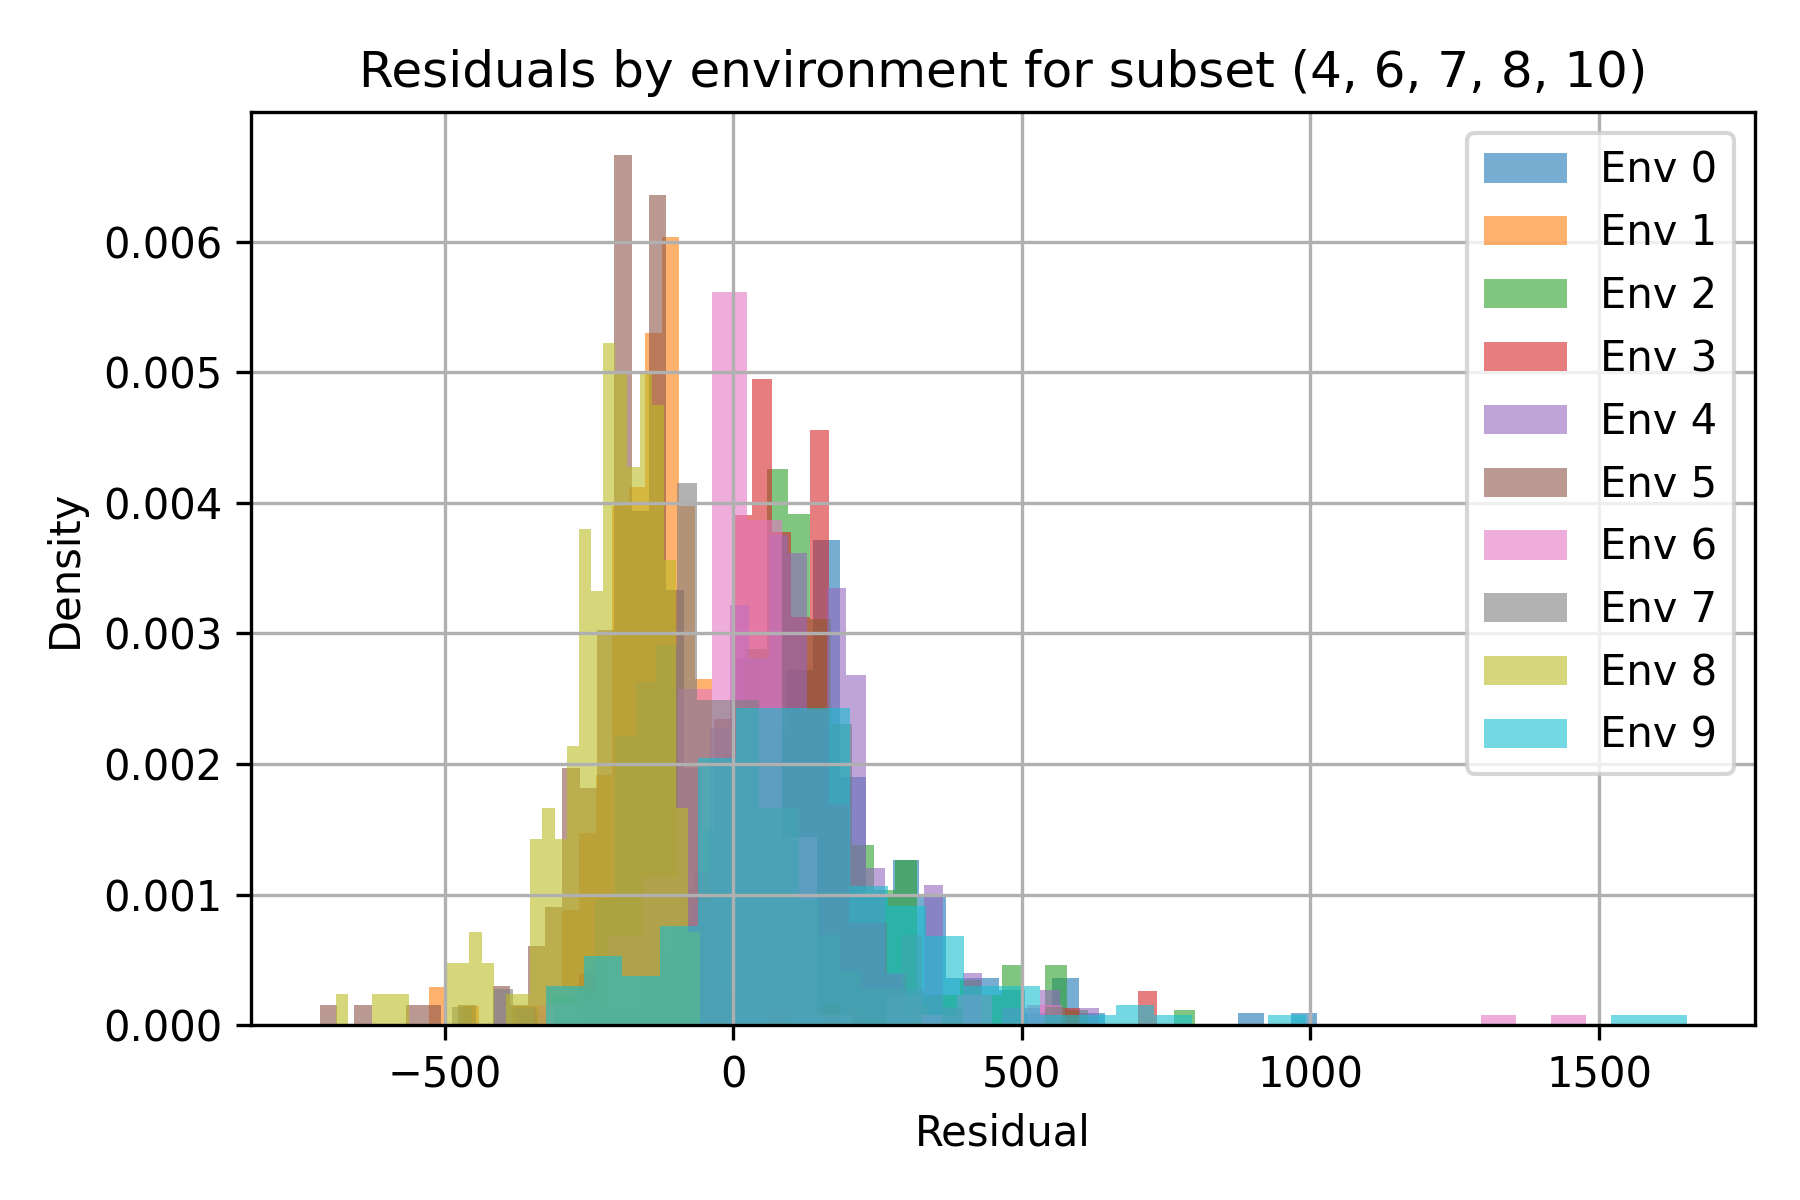 Residuals by environment for subset (4, 6, 7, 8, 10)
Density
0.006
0.005
0.004
0.003
0.002
0.001
0.000
−500
0
500
1000
1500
Residual
Env 0
Env 1
Env 2
Env 3
Env 4
Env 5
Env 6
Env 7
Env 8
Env 9